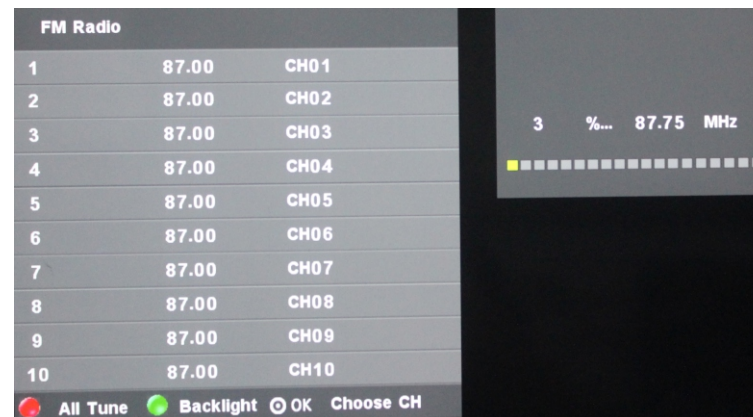 FM Radio
1 87.00 CH01
2 87.00 CH02
3 87.00 CH03
4 87.00 CH04
5 87.00 CH05
6 87.00 CH06
7 87.00 CH07
8 87.00 CH08
9 87.00 CH09
10 87.00 CH10
All Tune Backlight OK Choose CH
3 %... 87.75 MHz